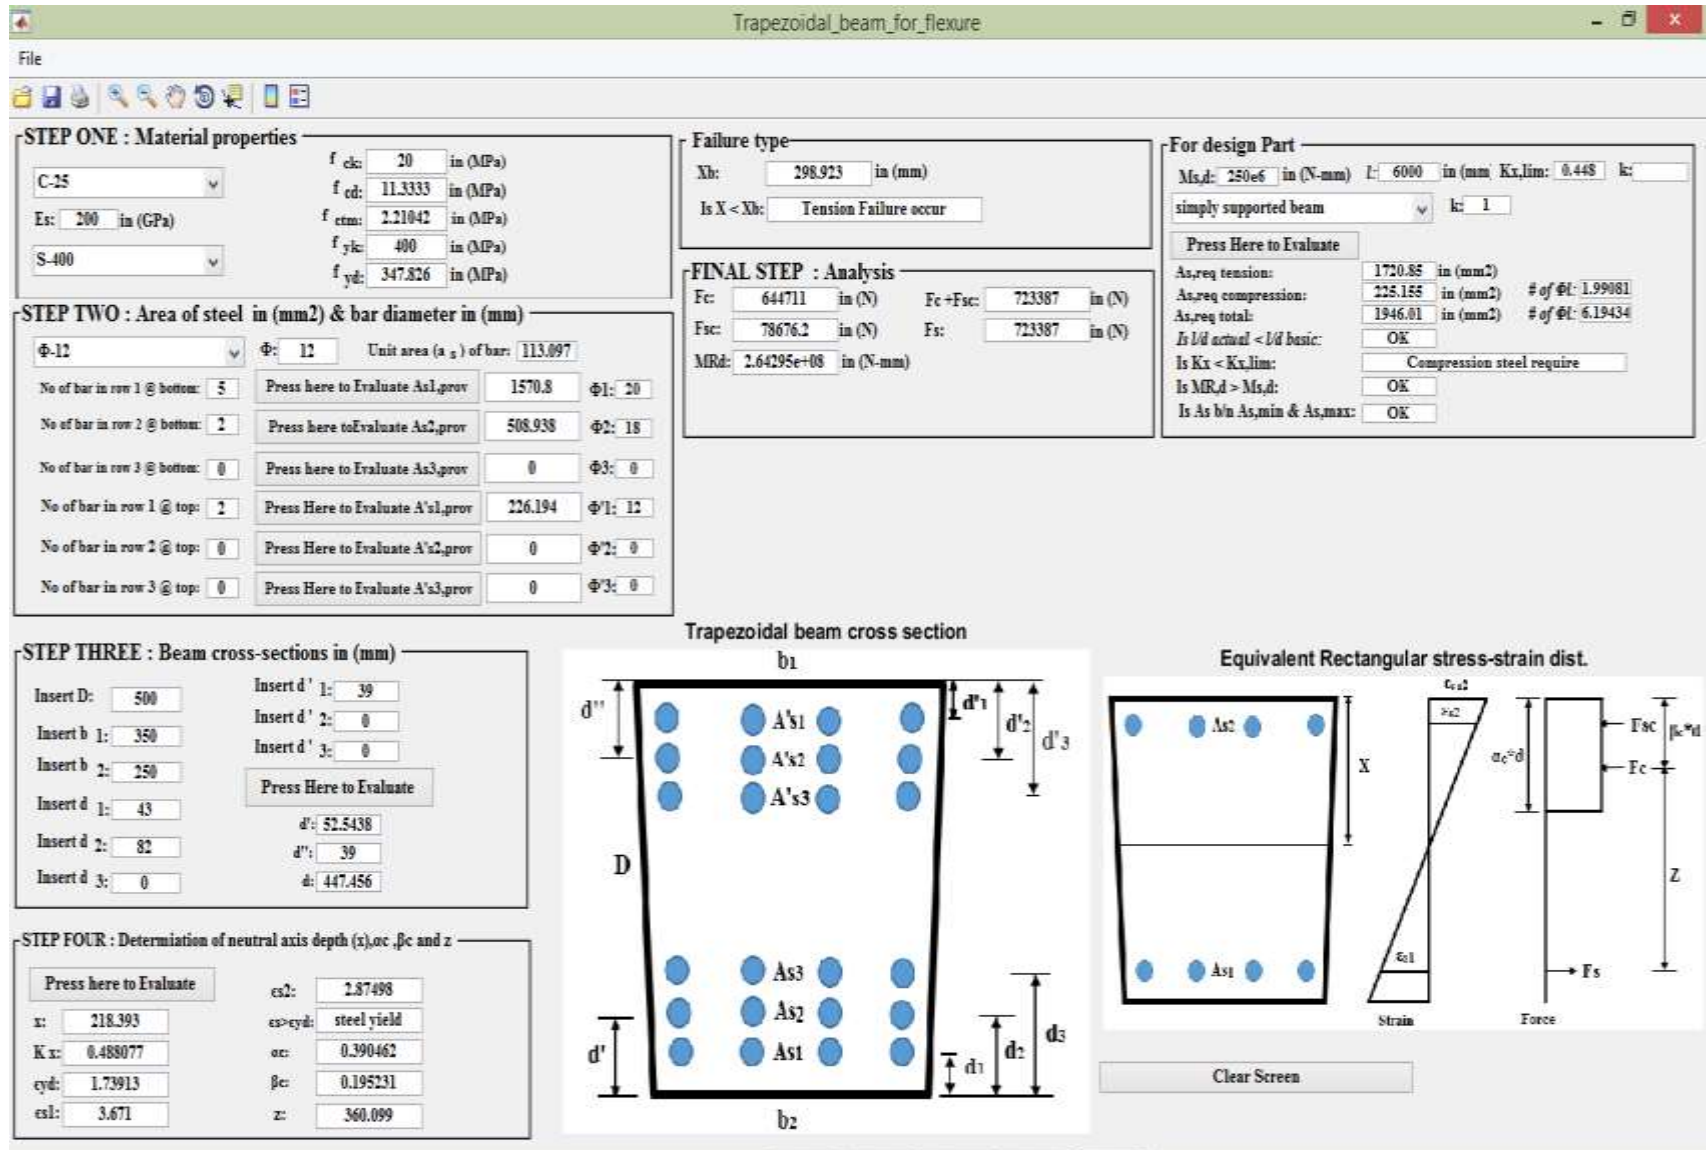 Trapezoidal_beam_for_flexure
File
STEP ONE : Material properties
C-25
Es: 200 in (GPa)
S-400
f ck: 20 in (MPa)
f cd: 11.3333 in (MPa)
f ctm: 2.21042 in (MPa)
f yk: 400 in (MPa)
f yd: 347.826 in (MPa)
STEP TWO : Area of steel in (mm2) & bar diameter in (mm)
Φ-12 Φ: 12 Unit area (a s ) of bar: 113.097
No of bar in row 1 @ bottom: 5 Press here to Evaluate As1,prov 1570.8 Φ1: 20
No of bar in row 2 @ bottom: 2 Press here toEvaluate As2,prov 508.938 Φ2: 18
No of bar in row 3 @ bottom: 0 Press here to Evaluate As3,prov 0 Φ3: 0
No of bar in row 1 @ top: 2 Press Here to Evaluate A's1,prov 226.194 Φ'1: 12
No of bar in row 2 @ top: 0 Press Here to Evaluate A's2,prov 0 Φ'2: 0
No of bar in row 3 @ top: 0 Press Here to Evaluate A's3,prov 0 Φ'3: 0
STEP THREE : Beam cross-sections in (mm)
Insert D: 500
Insert b 1: 350
Insert b 2: 250
Insert d 1: 43
Insert d 2: 82
Insert d 3: 0
Insert d ' 1: 39
Insert d ' 2: 0
Insert d ' 3: 0
Press Here to Evaluate
d': 52.5438
d'': 39
d: 447.456
STEP FOUR : Determiation of neutral axis depth (x),αc ,βc and z
Press here to Evaluate
x: 218.393
K x: 0.488077
εyd: 1.73913
εs1: 3.671
εs2: 2.87498
εs>εyd: steel yield
αc: 0.390462
βc: 0.195231
z: 360.099
Failure type
Xb: 298.923 in (mm)
Is X < Xb: Tension Failure occur
FINAL STEP : Analysis
Fc: 644711 in (N) Fc +Fsc: 723387 in (N)
Fsc: 78676.2 in (N) Fs: 723387 in (N)
MRd: 2.64295e+08 in (N-mm)
For design Part
Ms,d: 250e6 in (N-mm) l: 6000 in (mm Kx,lim: 0.448 k:
simply supported beam k: 1
Press Here to Evaluate
As,req tension: 1720.85 in (mm2)
As,req compression: 225.155 in (mm2) # of Φl: 1.99081
As,req total: 1946.01 in (mm2) # of Φl: 6.19434
Is l/d actual < l/d basic: OK
Is Kx < Kx,lim: Compression steel require
Is MR,d > Ms,d: OK
Is As b/n As,min & As,max: OK
Trapezoidal beam cross section
b1
d'' A's1 d'1 d'2 d'3
A's2
A's3
D
As3
As2
As1
d' d1 d2 d3
b2
Equivalent Rectangular stress-strain dist.
εcs2
εs2
As2 X αc*d Fsc βc*d
Fc
Z
εs1
As1 Fs
Strain Force
Clear Screen